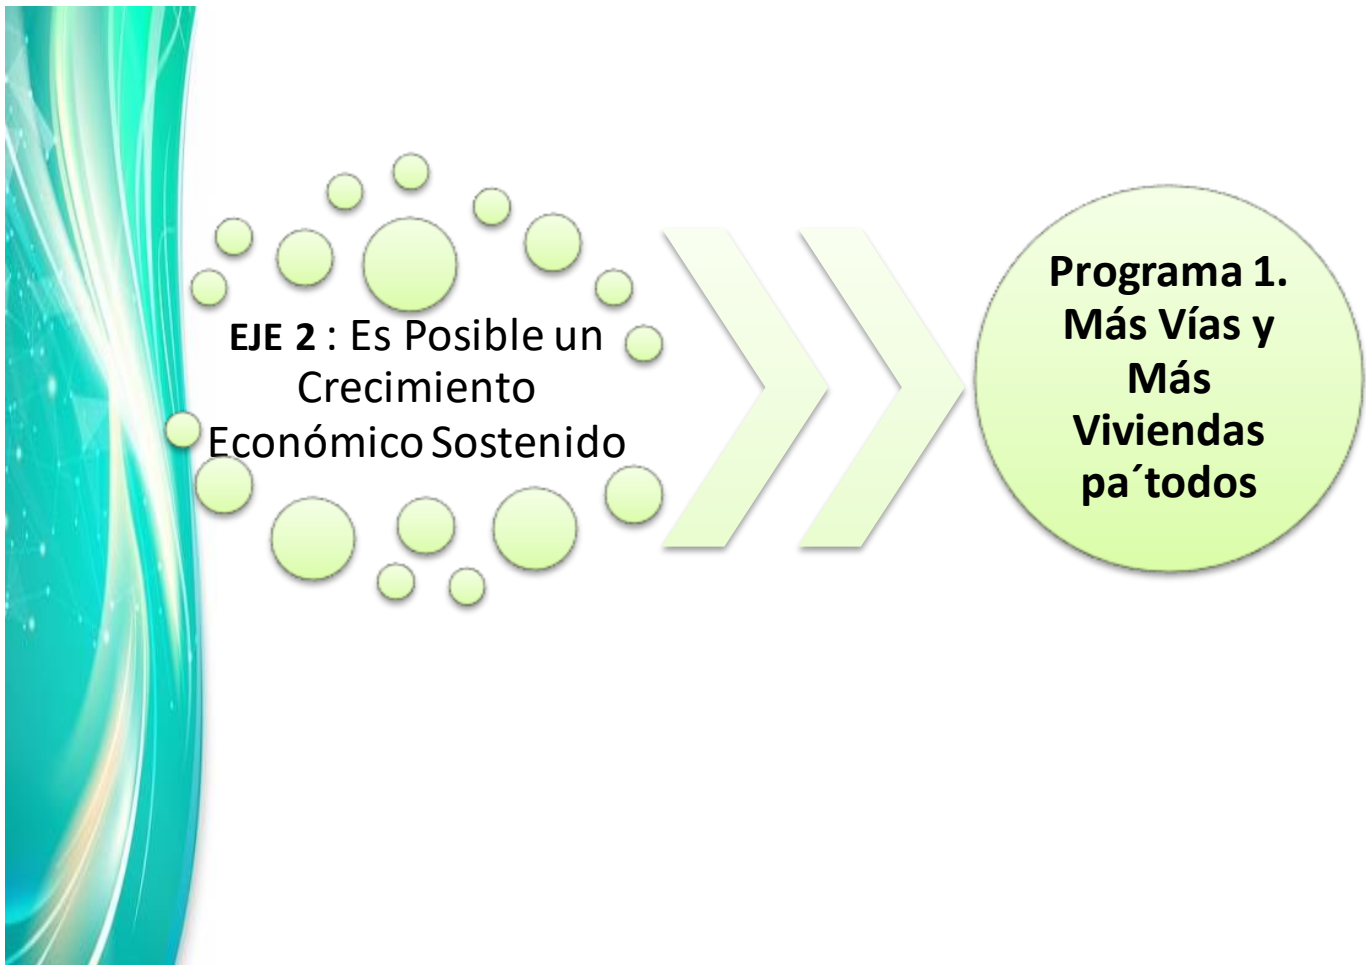 EJE 2 : Es Posible un
Crecimiento
Económico Sostenido
Programa 1.
Más Vías y
Más
Viviendas
pa´todos